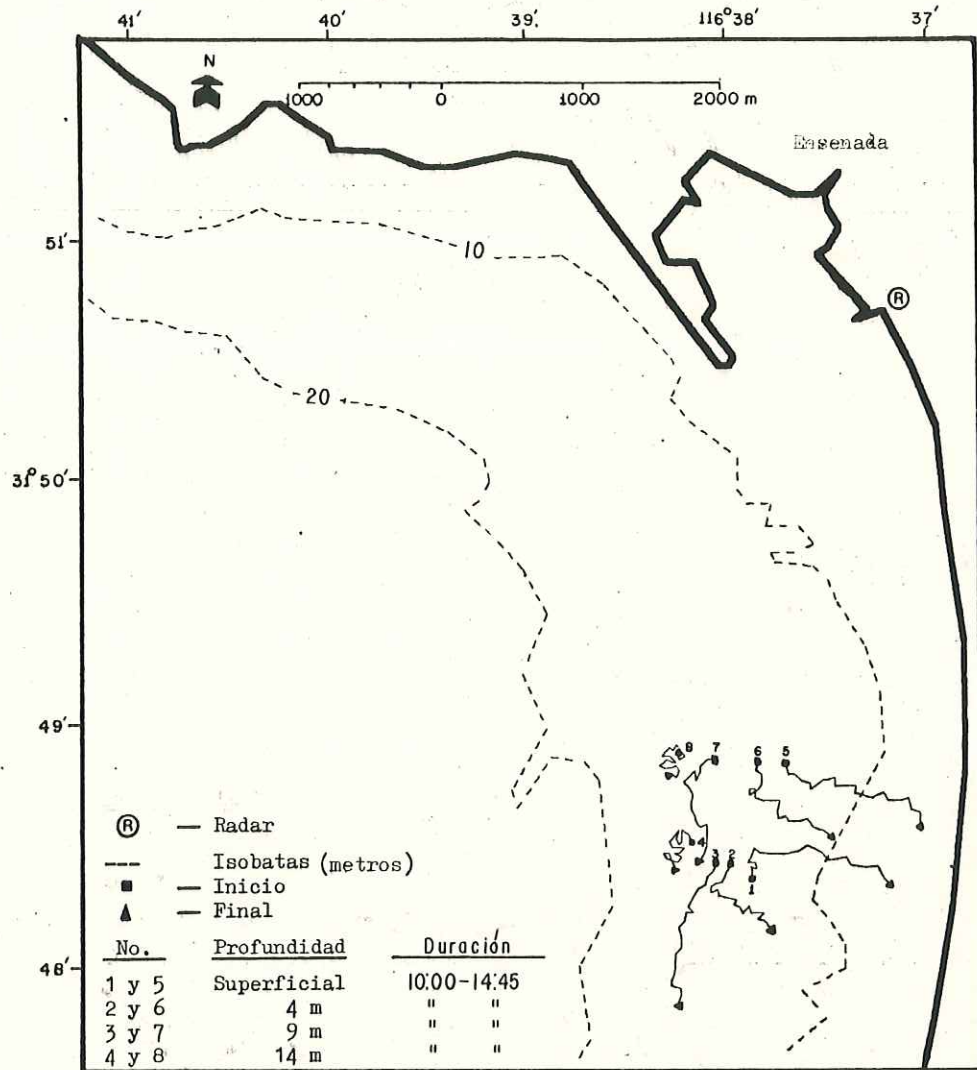 41' 40' 39' 116°38' 37'
N
1000 0 1000 2000 m
Ensenada
51'
10
R
20
31°50'
49'
8 7 6 5
4 3 2 1
R — Radar
---- Isobatas (metros)
— Inicio
— Final
No. Profundidad Duración
1 y 5 Superficial 10:00-14:45
2 y 6 4 m " "
3 y 7 9 m " "
4 y 8 14 m " "
48'